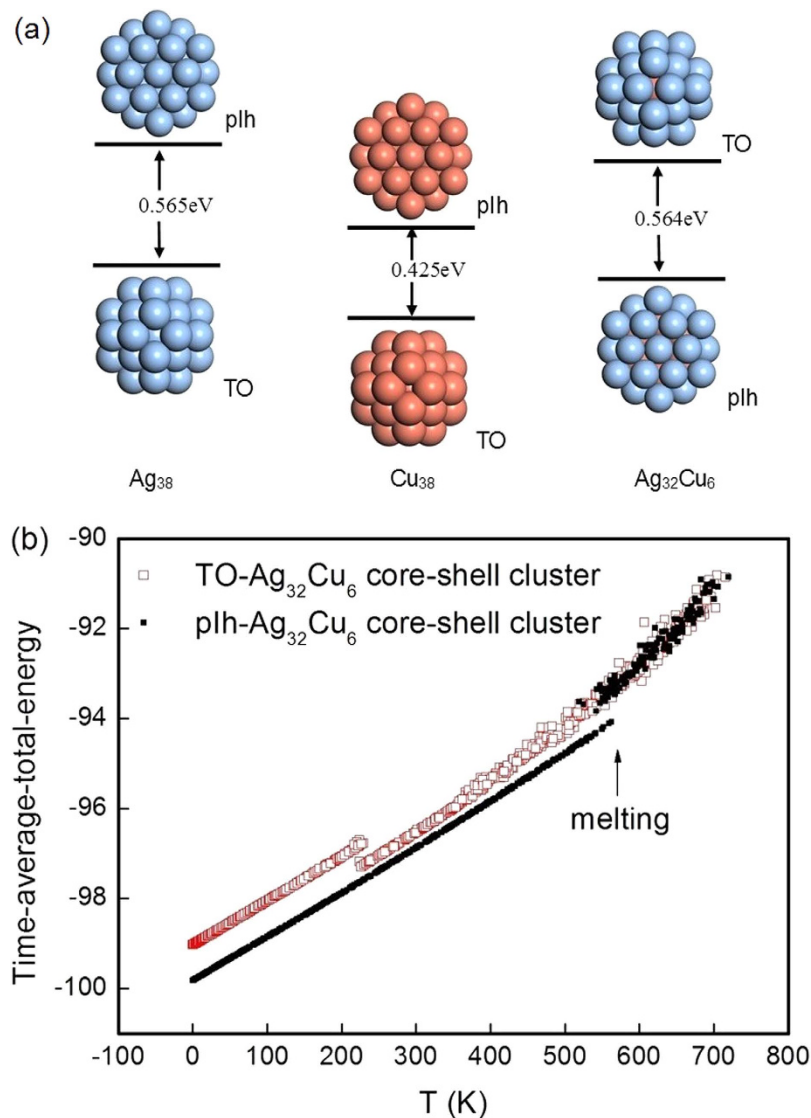 (a)
pIh
TO
0.565eV
pIh
0.564eV
0.425eV
TO
pIh
TO
Ag₃₈
Cu₃₈
Ag₃₂Cu₆
(b)
-90
TO-Ag₃₂Cu₆ core-shell cluster
pIh-Ag₃₂Cu₆ core-shell cluster
-92
-94
melting
-96
-98
-100
Time-average-total-energy
-100 0 100 200 300 400 500 600 700 800
T (K)